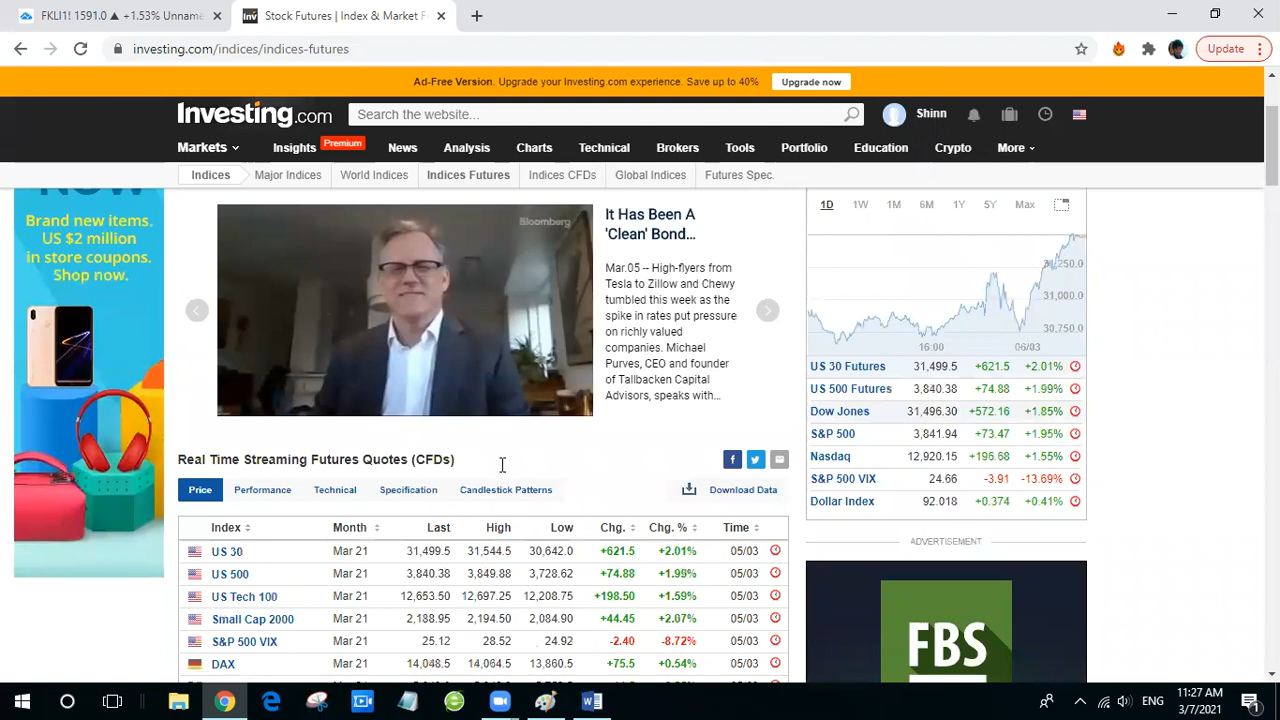 FKLI1! 1591.0 ▲ +1.53% Unname
Stock Futures | Index & Market F
investing.com/indices/indices-futures
Update
Ad-Free Version. Upgrade your Investing.com experience. Save up to 40%
Upgrade now
Investing.com
Search the website...
Shinn
Markets
Insights
Premium
News
Analysis
Charts
Technical
Brokers
Tools
Portfolio
Education
Crypto
More
Indices
Major Indices
World Indices
Indices Futures
Indices CFDs
Global Indices
Futures Spec.
NOW
Brand new items.
US $2 million
in store coupons.
Shop now.
Bloomberg
It Has Been A
'Clean' Bond...
Mar.05 -- High-flyers from
Tesla to Zillow and Chewy
tumbled this week as the
spike in rates put pressure
on richly valued
companies. Michael
Purves, CEO and founder
of Tallbacken Capital
Advisors, speaks with...
1D 1W 1M 6M 1Y 5Y Max
31,250.0
31,000.0
30,750.0
16:00 06/03
US 30 Futures 31,499.5 +621.5 +2.01%
US 500 Futures 3,840.38 +74.88 +1.99%
Dow Jones 31,496.30 +572.16 +1.85%
S&P 500 3,841.94 +73.47 +1.95%
Nasdaq 12,920.15 +196.68 +1.55%
S&P 500 VIX 24.66 -3.91 -13.69%
Dollar Index 92.018 +0.374 +0.41%
ADVERTISEMENT
FBS
Real Time Streaming Futures Quotes (CFDs)
Price
Performance
Technical
Specification
Candlestick Patterns
Download Data
Index Month Last High Low Chg. Chg. % Time
US 30 Mar 21 31,499.5 31,544.5 30,642.0 +621.5 +2.01% 05/03
US 500 Mar 21 3,840.38 3,849.88 3,728.62 +74.88 +1.99% 05/03
US Tech 100 Mar 21 12,653.50 12,697.25 12,208.75 +198.50 +1.59% 05/03
Small Cap 2000 Mar 21 2,188.95 2,194.50 2,084.90 +44.45 +2.07% 05/03
S&P 500 VIX Mar 21 25.12 28.52 24.92 -2.40 -8.72% 05/03
DAX Mar 21 14,048.5 14,064.5 13,860.5 +75.5 +0.54% 05/03
ENG
11:27 AM
3/7/2021